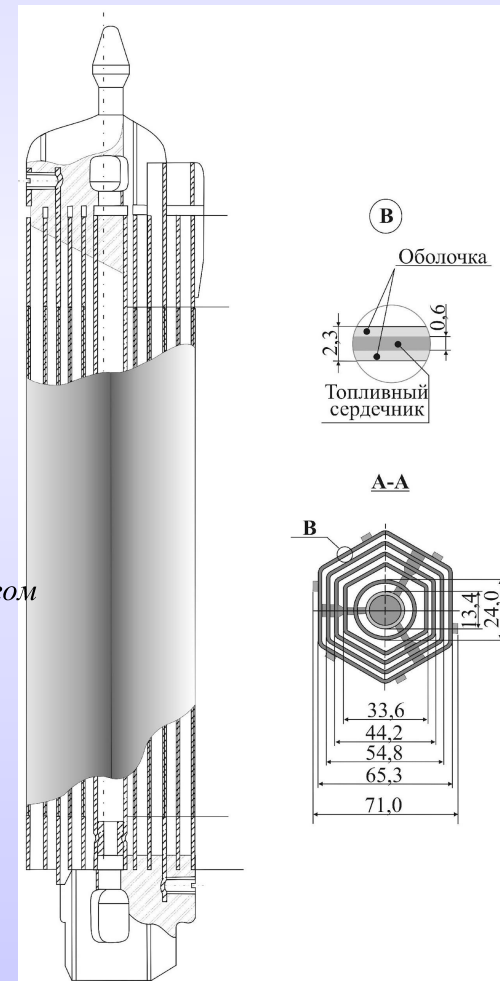 B
Оболочка
2,3
0,6
Топливный
сердечник
A-A
B
13,4
24,0
33,6
44,2
54,8
65,3
71,0
ом